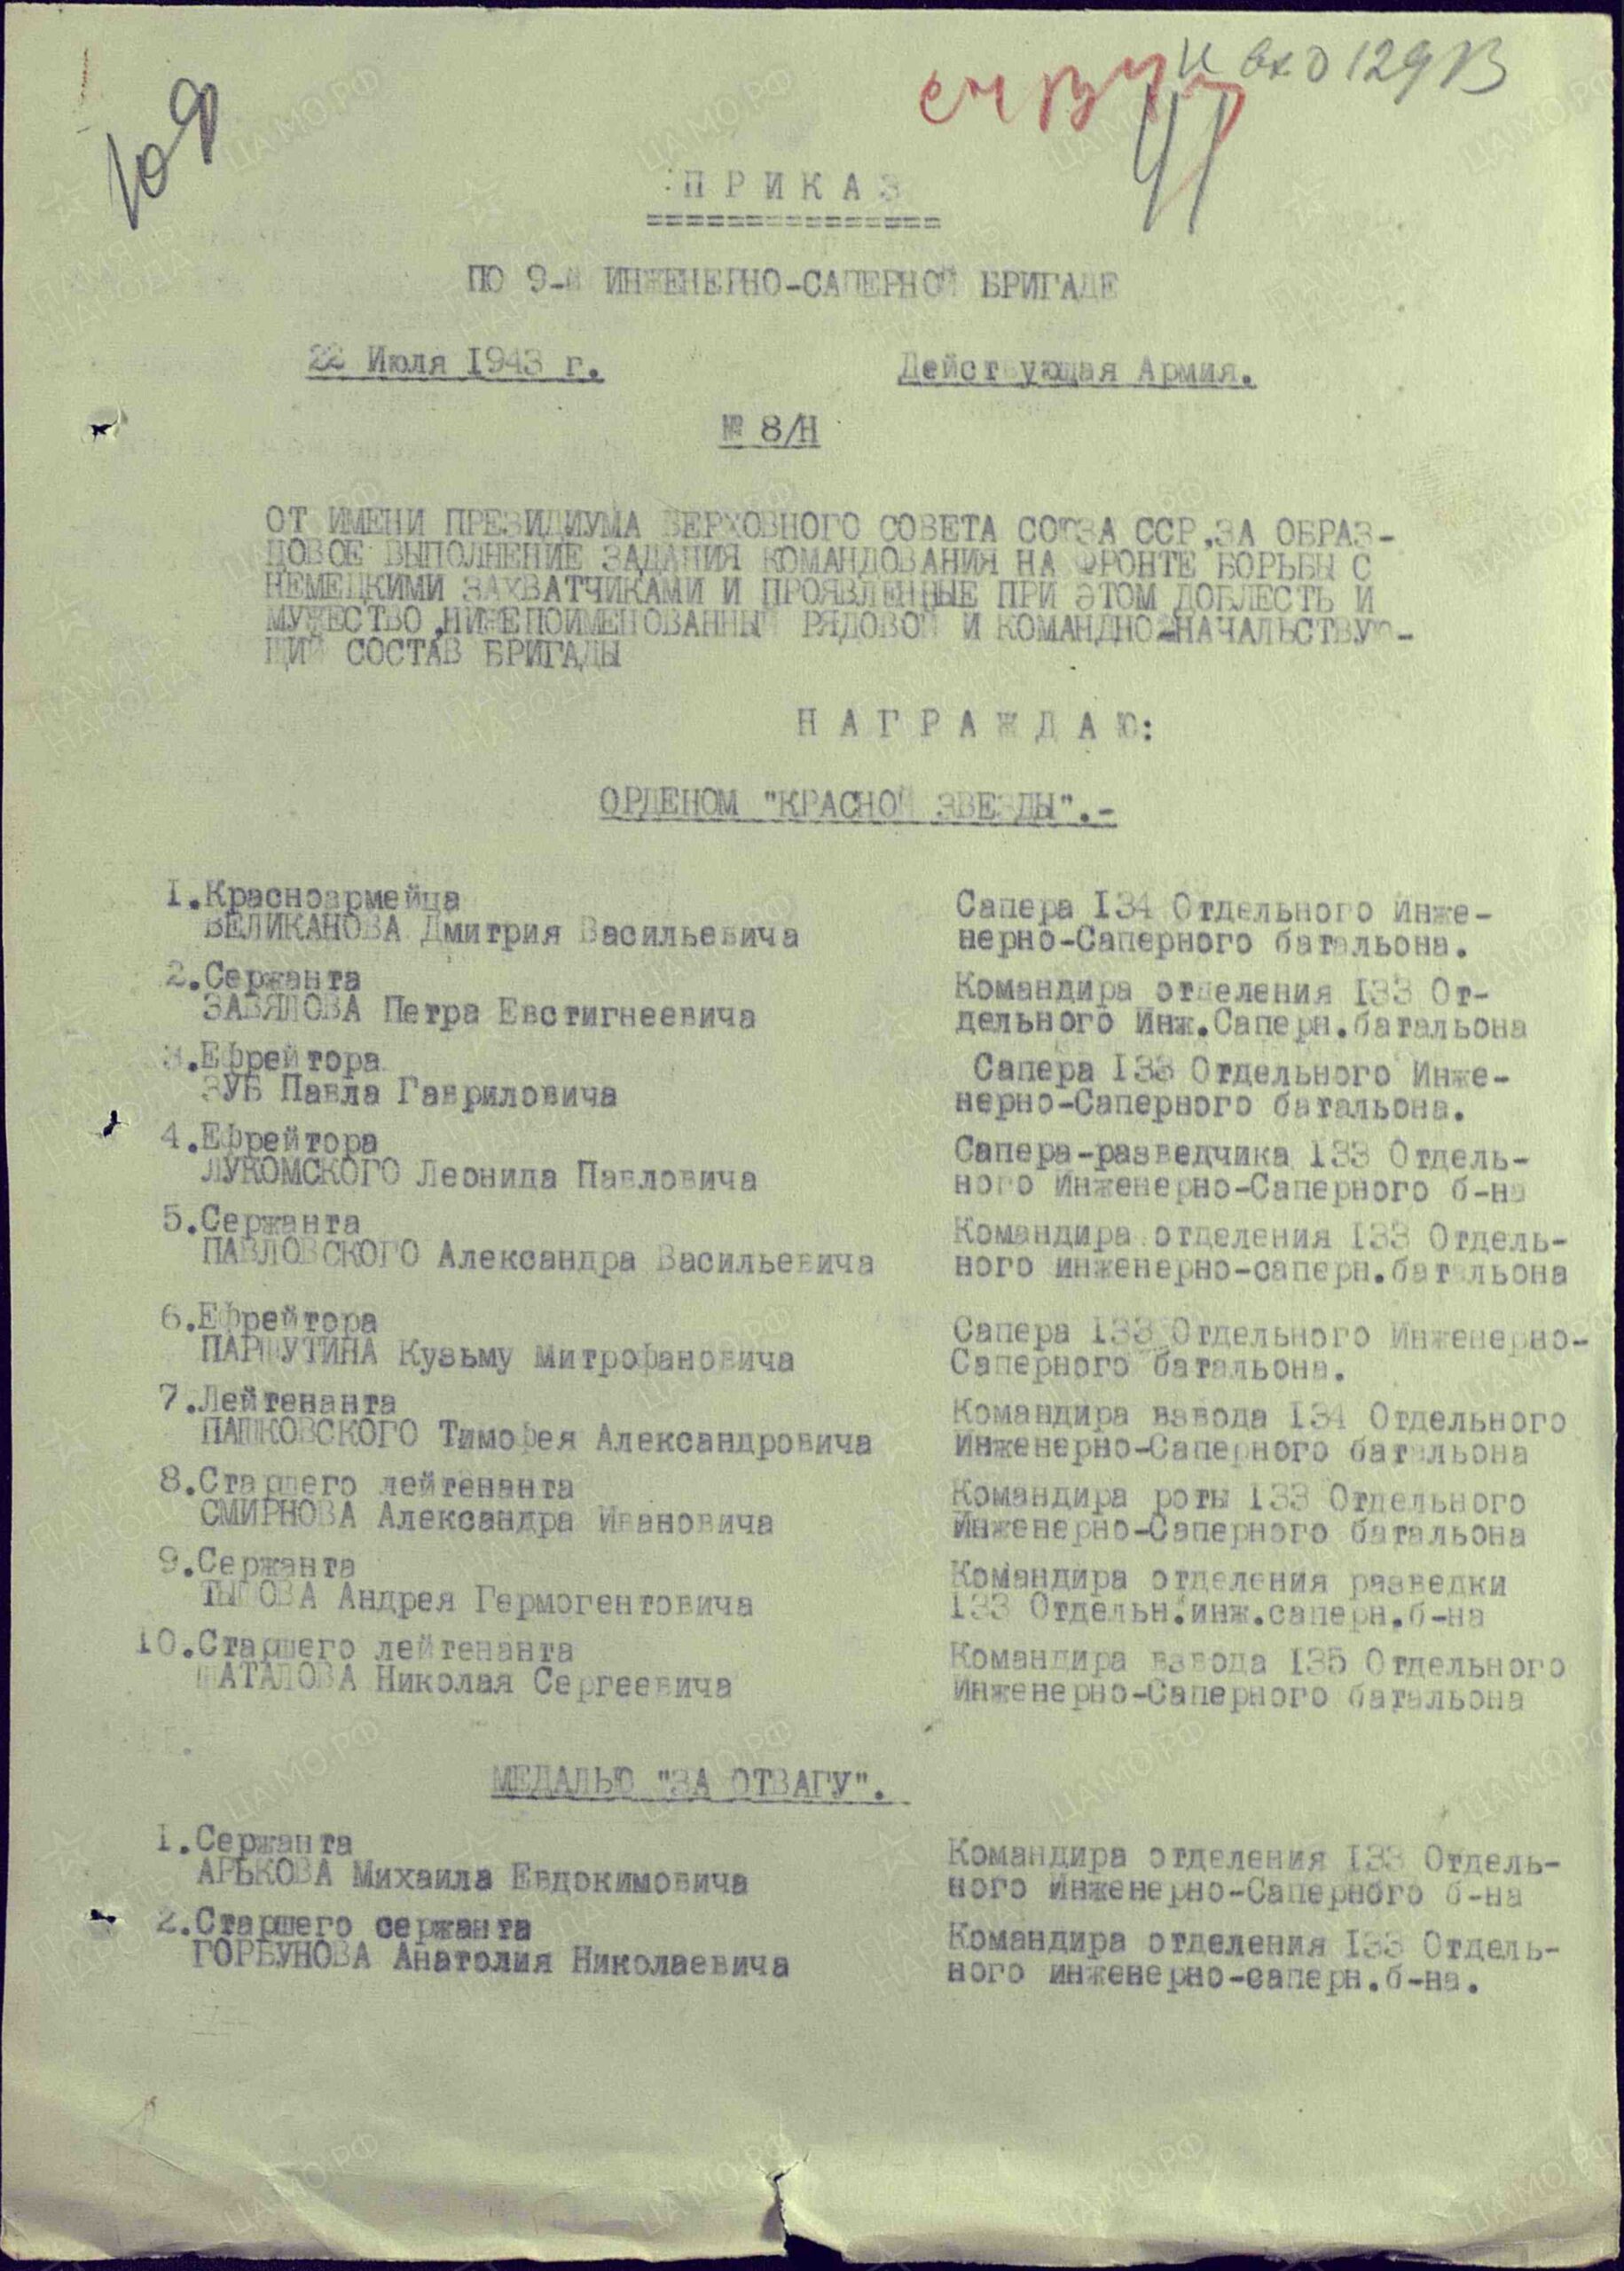 109
к вхд 129В
П Р И К А З
ПО 9-й ИНЖЕНЕРНО-САПЕРНОЙ БРИГАДЕ
22 Июля 1943 г. Действующая Армия.
№ 8/Н
ОТ ИМЕНИ ПРЕЗИДИУМА ВЕРХОВНОГО СОВЕТА СОЮЗА ССР,ЗА ОБРАЗ-
ЦОВОЕ ВЫПОЛНЕНИЕ ЗАДАНИЯ КОМАНДОВАНИЯ НА ФРОНТЕ БОРЬБЫ С
НЕМЕЦКИМИ ЗАХВАТЧИКАМИ И ПРОЯВЛЕННЫЕ ПРИ ЭТОМ ДОБЛЕСТЬ И
МУЖЕСТВО,НИЖЕПОИМЕНОВАННЫЙ РЯДОВОЙ И КОМАНДНО-НАЧАЛЬСТВУЮ-
ЩИЙ СОСТАВ БРИГАДЫ
Н А Г Р А Ж Д А Ю:
ОРДЕНОМ "КРАСНОЙ ЗВЕЗДЫ".-
1.Красноармейца
ВЕЛИКАНОВА Дмитрия Васильевича
Сапера 134 Отдельного Инже-
нерно-Саперного батальона.
2.Сержанта
ЗАВЯЛОВА Петра Евстигнеевича
Командира отделения 133 От-
дельного Инж.Саперн.батальона
3.Ефрейтора
ЗУБ Павла Гавриловича
Сапера 133 Отдельного Инже-
нерно-Саперного батальона.
4.Ефрейтора
ЛУКОМСКОГО Леонида Павловича
Сапера-разведчика 133 Отдель-
ного Инженерно-Саперного б-на
5.Сержанта
ПАВЛОВСКОГО Александра Васильевича
Командира отделения 133 Отдель-
ного инженерно-саперн.батальона
6.Ефрейтора
ПАРШУТИНА Кузьму Митрофановича
Сапера 133 Отдельного Инженерно-
Саперного батальона.
7.Лейтенанта
ПАШКОВСКОГО Тимофея Александровича
Командира взвода 134 Отдельного
Инженерно-Саперного батальона
8.Старшего лейтенанта
СМИРНОВА Александра Ивановича
Командира роты 133 Отдельного
Инженерно-Саперного батальона
9.Сержанта
ТЫПОВА Андрея Гермогентовича
Командира отделения разведки
133 Отдельн.инж.саперн.б-на
10.Старшего лейтенанта
ШАТАЛОВА Николая Сергеевича
Командира взвода 135 Отдельного
Инженерно-Саперного батальона
МЕДАЛЬЮ "ЗА ОТВАГУ".
1.Сержанта
АРЬКОВА Михаила Евдокимовича
Командира отделения 133 Отдель-
ного Инженерно-Саперного б-на
2.Старшего сержанта
ГОРБУНОВА Анатолия Николаевича
Командира отделения 133 Отдель-
ного инженерно-саперн.б-на.